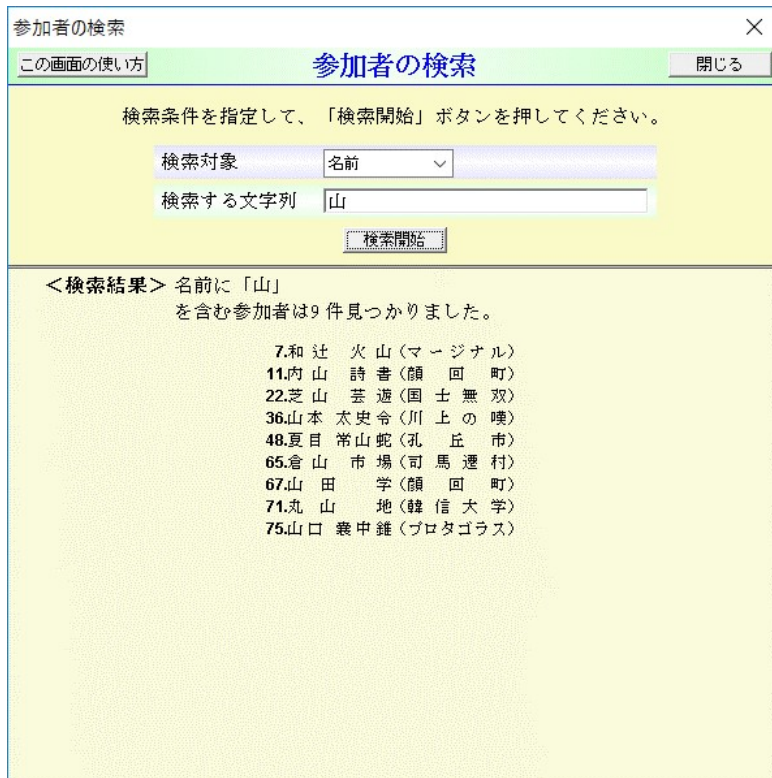 参加者の検索
この画面の使い方 参加者の検索 閉じる
検索条件を指定して、「検索開始」ボタンを押してください。
検索対象 名前
検索する文字列 山
検索開始
＜検索結果＞ 名前に「山」
を含む参加者は9件見つかりました。
7.和辻 火山(マージナル)
11.内山 詩書(顔回町)
22.芝山 芸遊(国士無双)
36.山本 太史令(川上の嘆)
48.夏目 常山蛇(孔丘市)
65.倉山 市場(司馬遷村)
67.山田 学(顔回町)
71.丸山 地(韓信大学)
75.山口 嚢中錐(プロタゴラス)